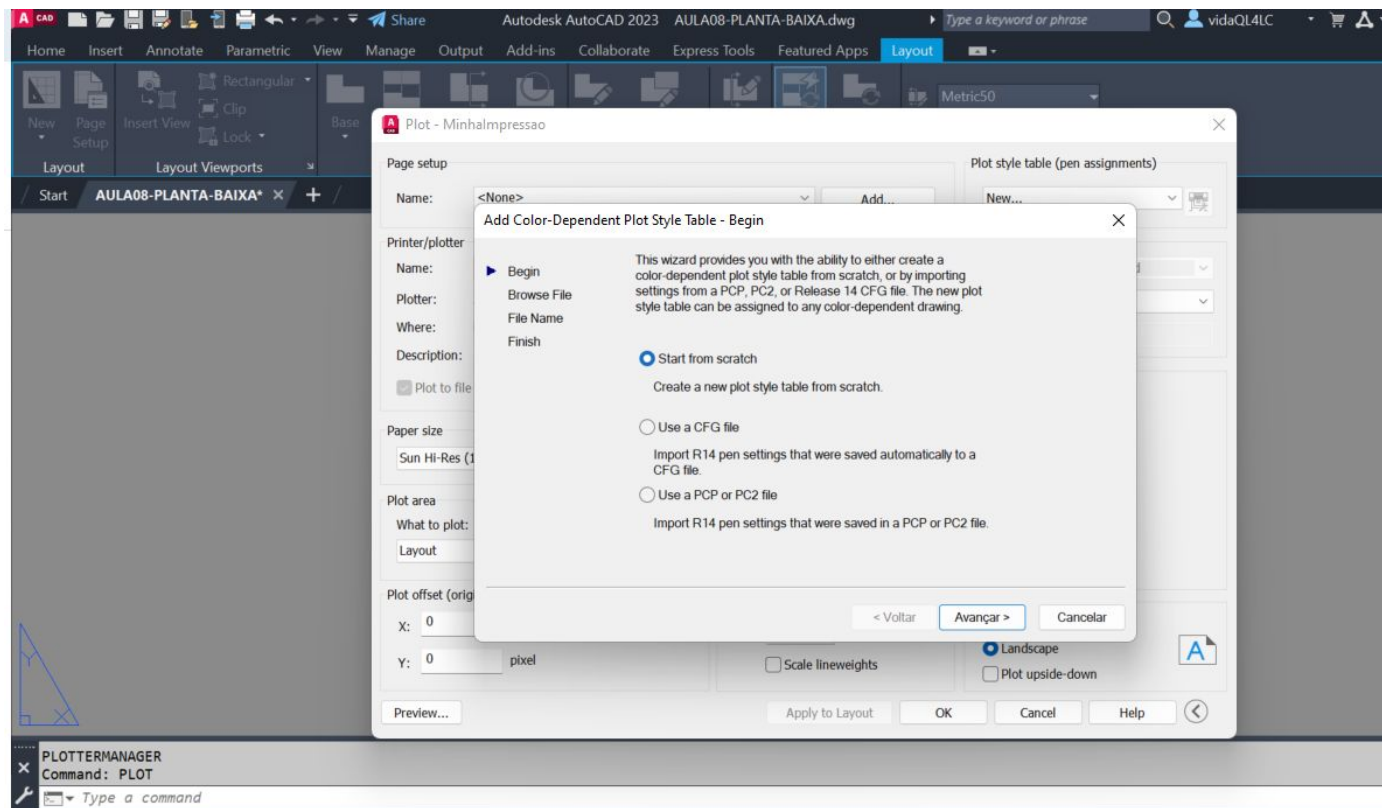 A CAD Share Autodesk AutoCAD 2023 AULA08-PLANTA-BAIXA.dwg Type a keyword or phrase vidaQL4LC
Home Insert Annotate Parametric View Manage Output Add-ins Collaborate Express Tools Featured Apps Layout
New
Page
Setup
Insert View
Rectangular
Clip
Lock
Base
Metric50
Layout Layout Viewports
Start AULA08-PLANTA-BAIXA* +
Plot - MinhaImpressao
Page setup
Name: <None> Add...
Plot style table (pen assignments)
New...
Printer/plotter
Name:
Plotter:
Where:
Description:
Plot to file
Paper size
Sun Hi-Res (1
Plot area
What to plot:
Layout
Plot offset (orig
X: 0
Y: 0 pixel
Add Color-Dependent Plot Style Table - Begin
Begin
Browse File
File Name
Finish
This wizard provides you with the ability to either create a
color-dependent plot style table from scratch, or by importing
settings from a PCP, PC2, or Release 14 CFG file. The new plot
style table can be assigned to any color-dependent drawing.
Start from scratch
Create a new plot style table from scratch.
Use a CFG file
Import R14 pen settings that were saved automatically to a
CFG file.
Use a PCP or PC2 file
Import R14 pen settings that were saved in a PCP or PC2 file.
< Voltar Avançar > Cancelar
Scale lineweights
Landscape
Plot upside-down
A
Preview... Apply to Layout OK Cancel Help
Y
X
PLOTTERMANAGER
Command: PLOT
Type a command